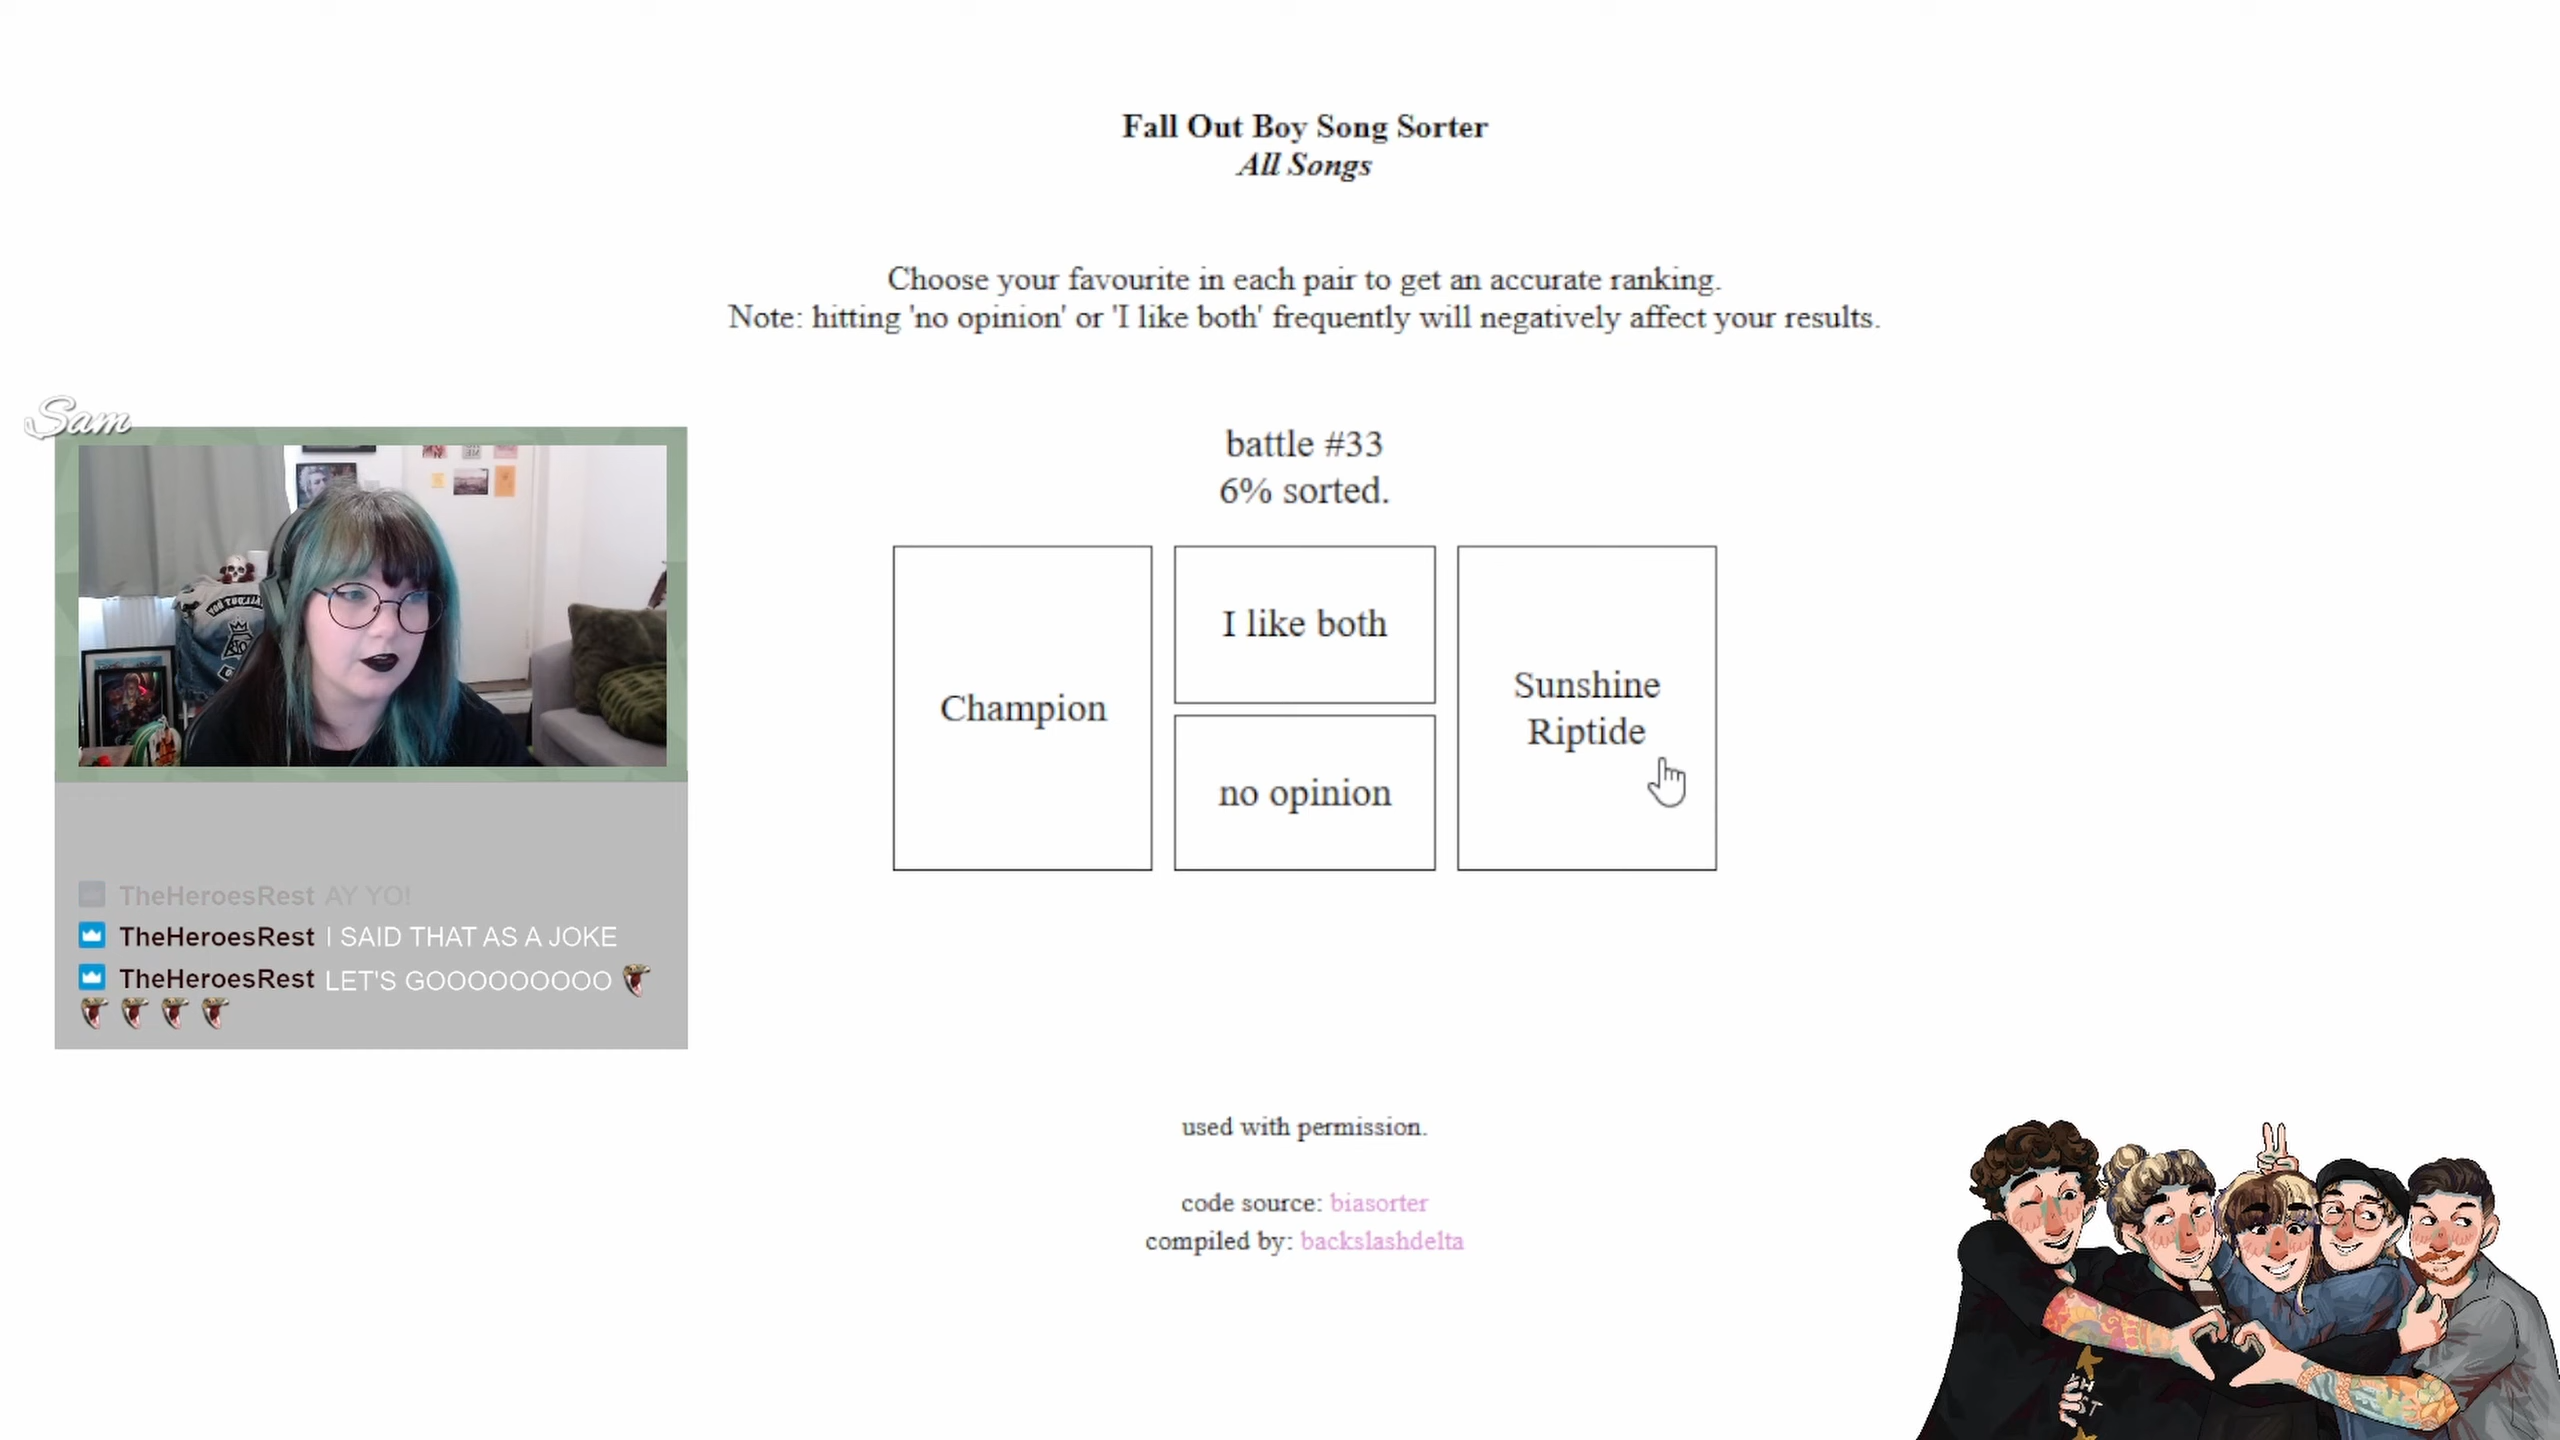 Fall Out Boy Song Sorter
All Songs
Choose your favourite in each pair to get an accurate ranking.
Note: hitting 'no opinion' or 'I like both' frequently will negatively affect your results.
Sam
battle #33
6% sorted.
Champion
I like both
no opinion
Sunshine
Riptide
TheHeroesRest AY YO!
TheHeroesRest I SAID THAT AS A JOKE
TheHeroesRest LET'S GOOOOOOOOO
used with permission.
code source: biasorter
compiled by: backslashdelta